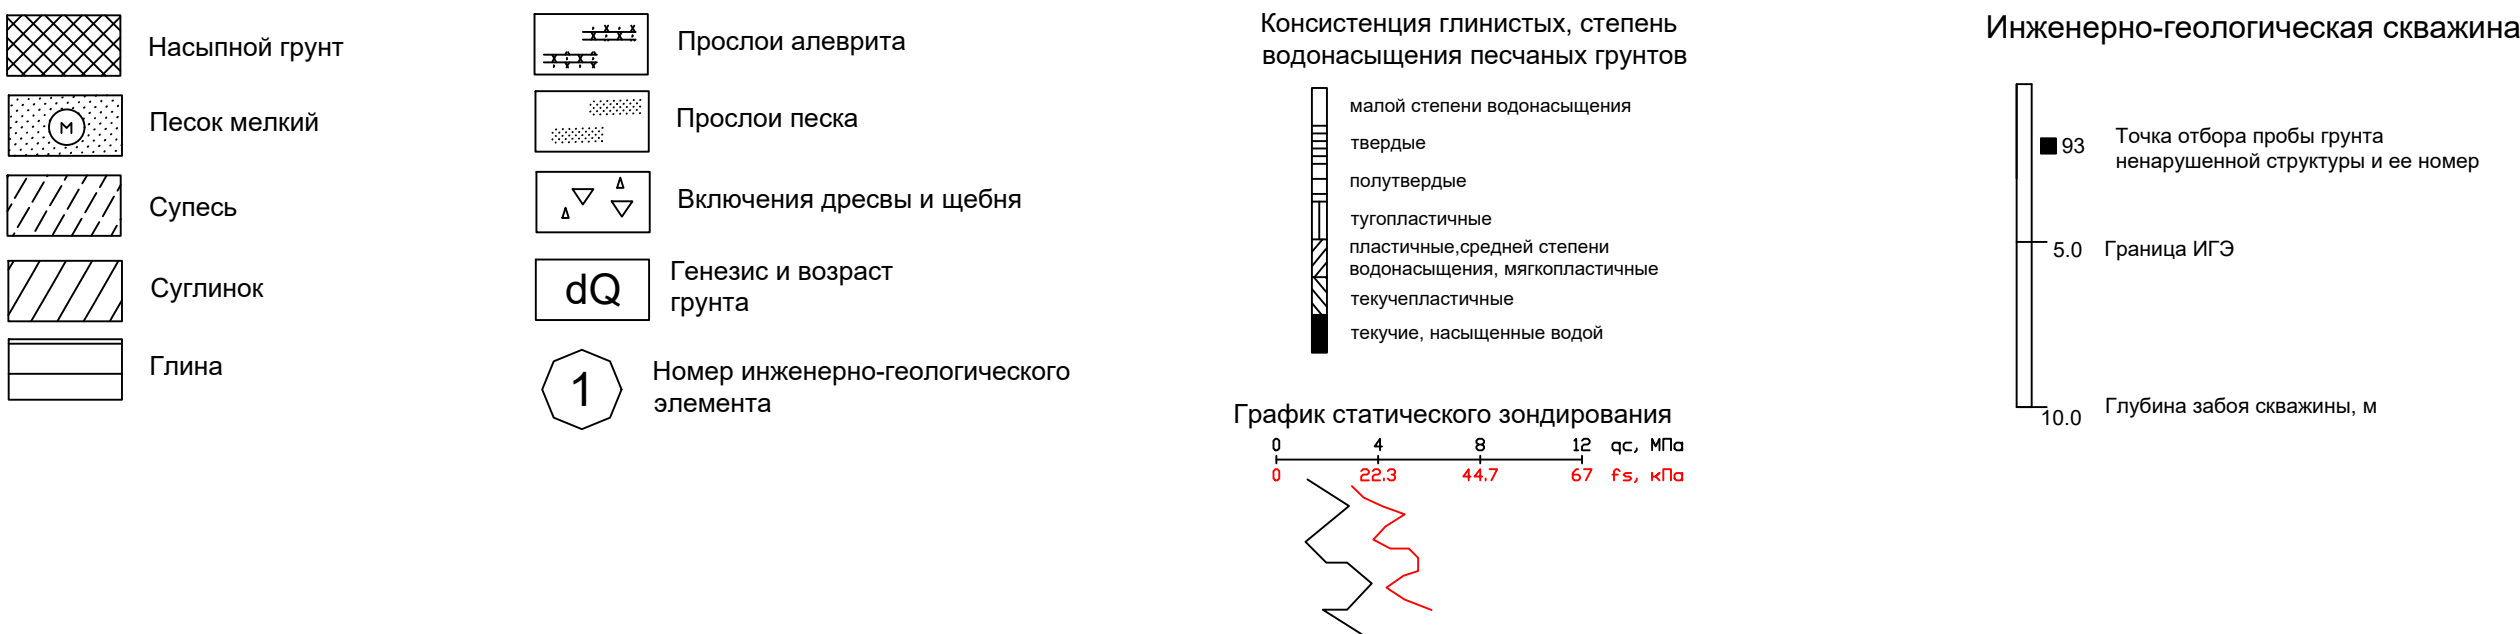 Насыпной грунт
М
Песок мелкий
Супесь
Суглинок
Глина
Прослои алеврита
Прослои песка
Включения дресвы и щебня
dQ
Генезис и возраст
грунта
1
Номер инженерно-геологического
элемента
Консистенция глинистых, степень
водонасыщения песчаных грунтов
малой степени водонасыщения
твердые
полутвердые
тугопластичные
пластичные,средней степени
водонасыщения, мягкопластичные
текучепластичные
текучие, насыщенные водой
График статического зондирования
0 4 8 12 qc, МПа
0 22.3 44.7 67 fs, кПа
Инженерно-геологическая скважина
93
Точка отбора пробы грунта
ненарушенной структуры и ее номер
5.0 Граница ИГЭ
10.0 Глубина забоя скважины, м